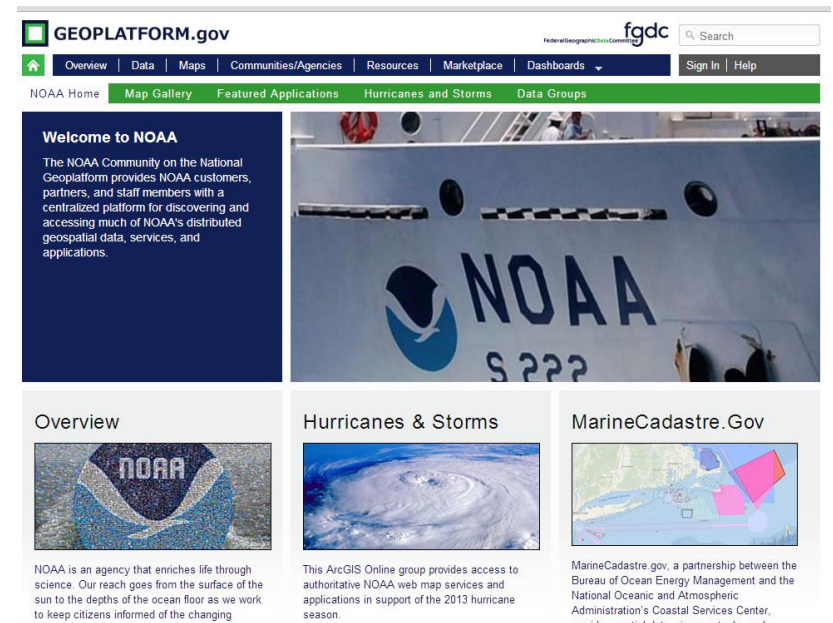 GEOPLATFORM.gov
FederalGeographicDataCommittee fgdc
Search
Overview | Data | Maps | Communities/Agencies | Resources | Marketplace | Dashboards
Sign In | Help
NOAA Home Map Gallery Featured Applications Hurricanes and Storms Data Groups
Welcome to NOAA
The NOAA Community on the National
Geoplatform provides NOAA customers,
partners, and staff members with a
centralized platform for discovering and
accessing much of NOAA's distributed
geospatial data, services, and
applications.
NOAA
S 222
Overview
NOAA
NOAA is an agency that enriches life through
science. Our reach goes from the surface of the
sun to the depths of the ocean floor as we work
to keep citizens informed of the changing
Hurricanes & Storms
This ArcGIS Online group provides access to
authoritative NOAA web map services and
applications in support of the 2013 hurricane
season.
MarineCadastre.Gov
MarineCadastre.gov, a partnership between the
Bureau of Ocean Energy Management and the
National Oceanic and Atmospheric
Administration's Coastal Services Center,